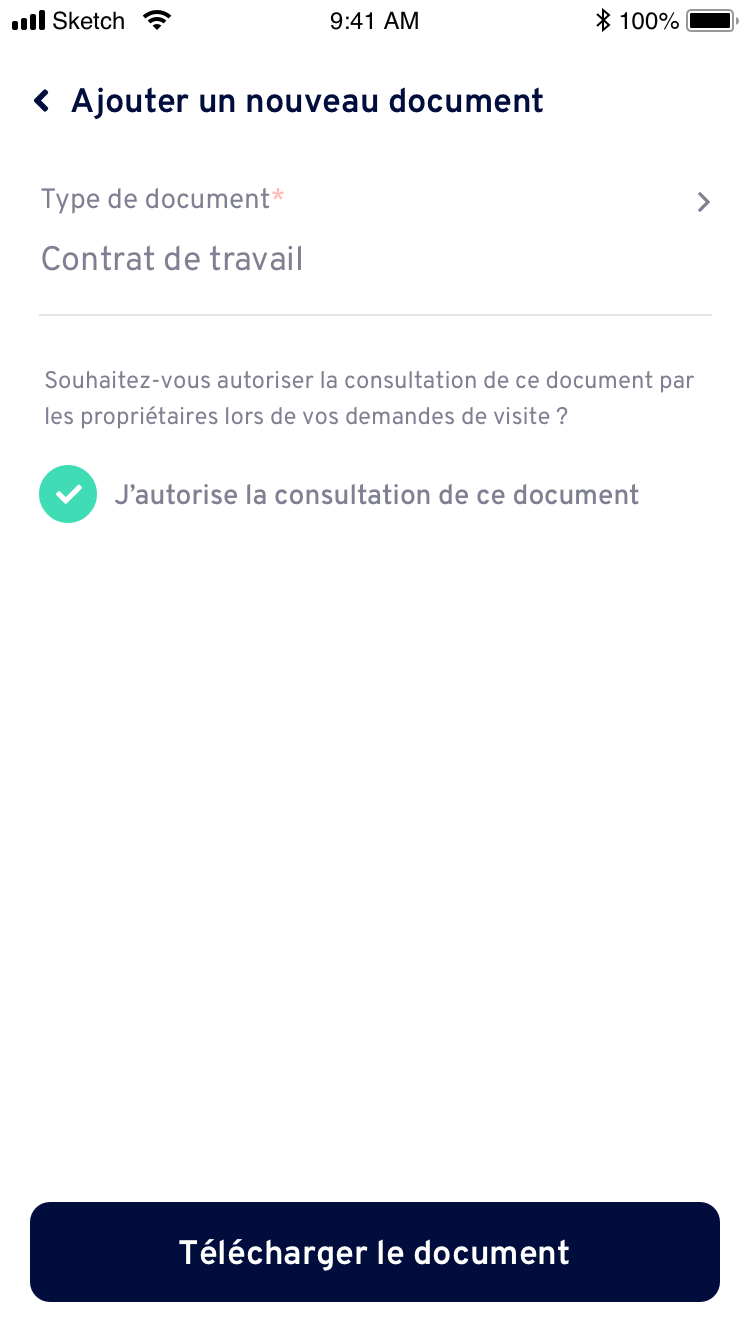 Sketch 9:41 AM 100%
Ajouter un nouveau document
Type de document*
Contrat de travail
Souhaitez-vous autoriser la consultation de ce document par
les propriétaires lors de vos demandes de visite ?
J’autorise la consultation de ce document
Télécharger le document